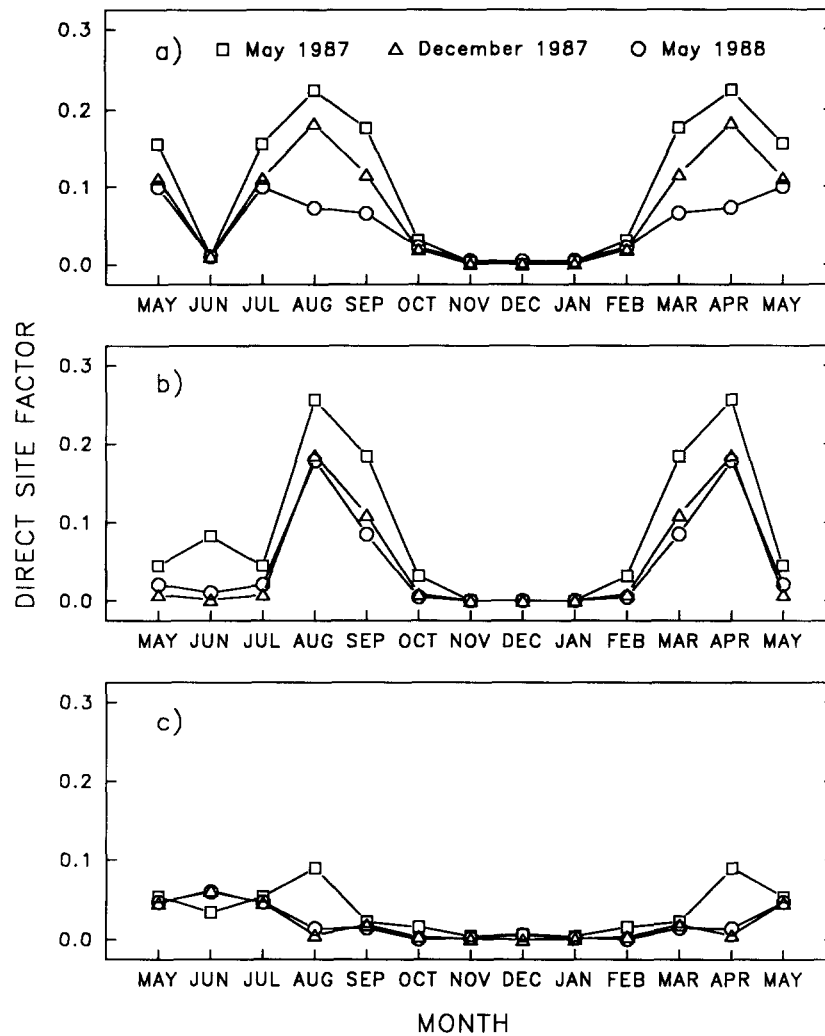 0.3
a) □ May 1987 △ December 1987 ○ May 1988
0.2
0.1
0.0
MAY JUN JUL AUG SEP OCT NOV DEC JAN FEB MAR APR MAY
DIRECT SITE FACTOR
0.3
b)
0.2
0.1
0.0
MAY JUN JUL AUG SEP OCT NOV DEC JAN FEB MAR APR MAY
0.3
c)
0.2
0.1
0.0
MAY JUN JUL AUG SEP OCT NOV DEC JAN FEB MAR APR MAY
MONTH